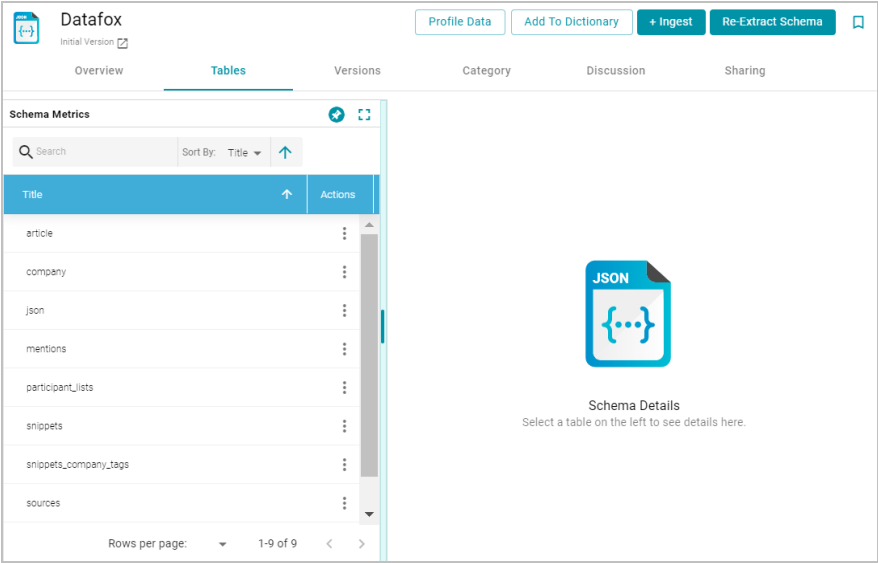 JSON
{···}
Datafox
Initial Version
Profile Data
Add To Dictionary
+ Ingest
Re-Extract Schema
Overview
Tables
Versions
Category
Discussion
Sharing
Schema Metrics
Search
Sort By: Title
Title
Actions
article
company
json
mentions
participant_lists
snippets
snippets_company_tags
sources
Rows per page:
1-9 of 9
JSON
{···}
Schema Details
Select a table on the left to see details here.